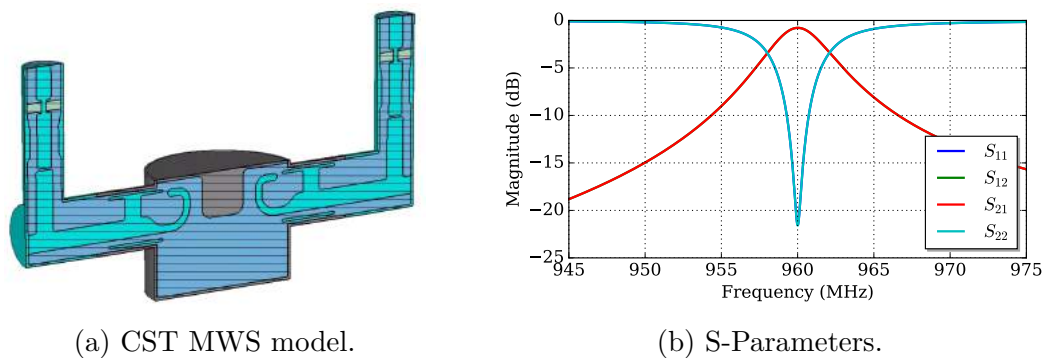 0
−5
−10
−15
−20
−25
Magnitude (dB)
945 950 955 960 965 970 975
Frequency (MHz)
S₁₁
S₁₂
S₂₁
S₂₂
(a) CST MWS model.
(b) S-Parameters.